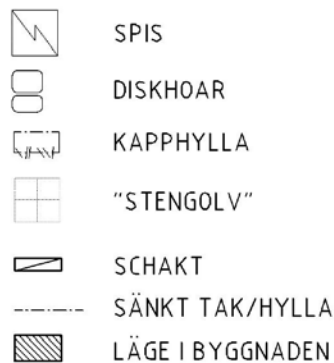 SPIS
DISKHOAR
KAPPHYLLA
"STENGOLV"
SCHAKT
SÄNKT TAK/HYLLA
LÄGE I BYGGNADEN